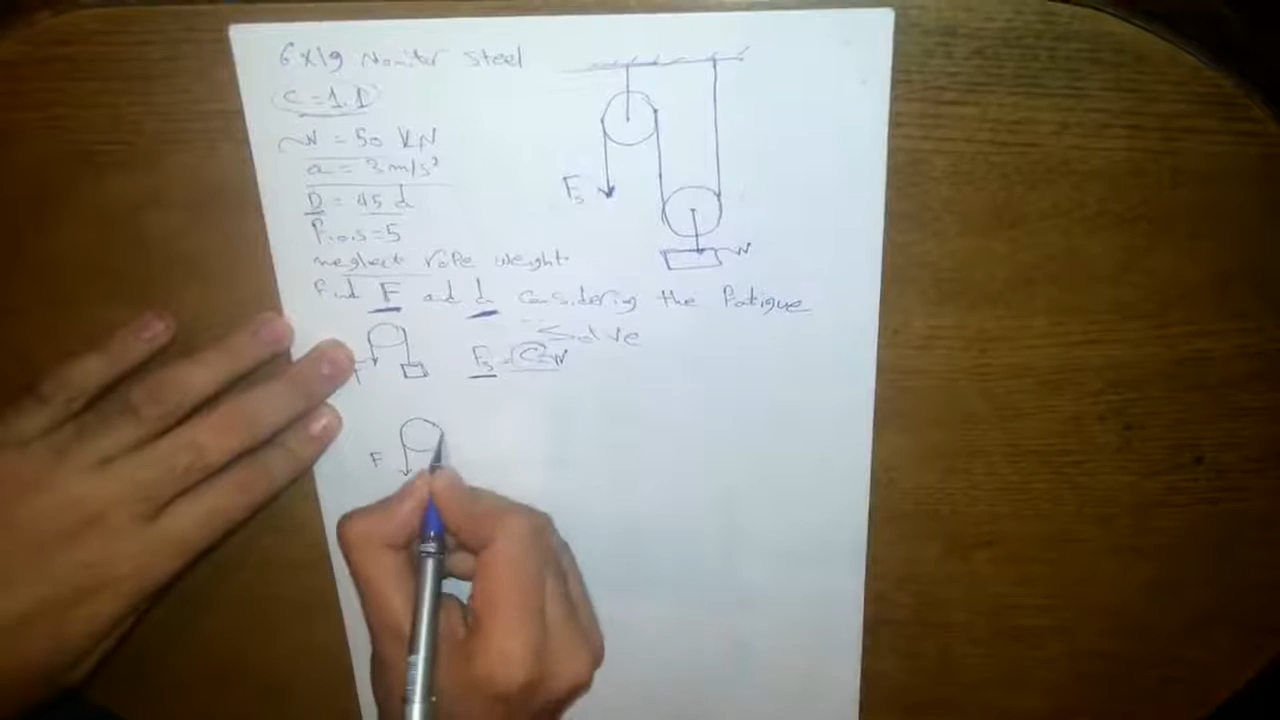 6x19 Monitor steel
C = 1.1
W = 50 KN
a = 3 m/s²
D = 45 d
F.o.s = 5
neglect rope weight
find F and d considering the fatigue
Solve
Fs = C W
F
F
Fs
W